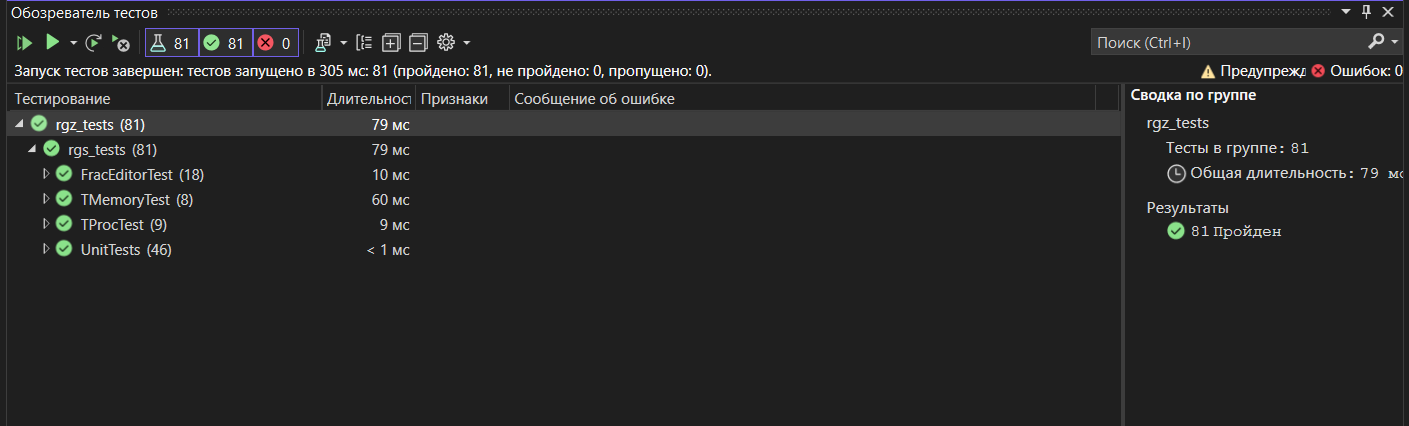 Обозреватель тестов
81 81 0
Поиск (Ctrl+I)
Запуск тестов завершен: тестов запущено в 305 мс: 81 (пройдено: 81, не пройдено: 0, пропущено: 0).
Предупрежд Ошибок: 0
Тестирование Длительност Признаки Сообщение об ошибке
rgz_tests (81) 79 мс
rgs_tests (81) 79 мс
FracEditorTest (18) 10 мс
TMemoryTest (8) 60 мс
TProcTest (9) 9 мс
UnitTests (46) < 1 мс
Сводка по группе
rgz_tests
Тесты в группе: 81
Общая длительность: 79 мс
Результаты
81 Пройден